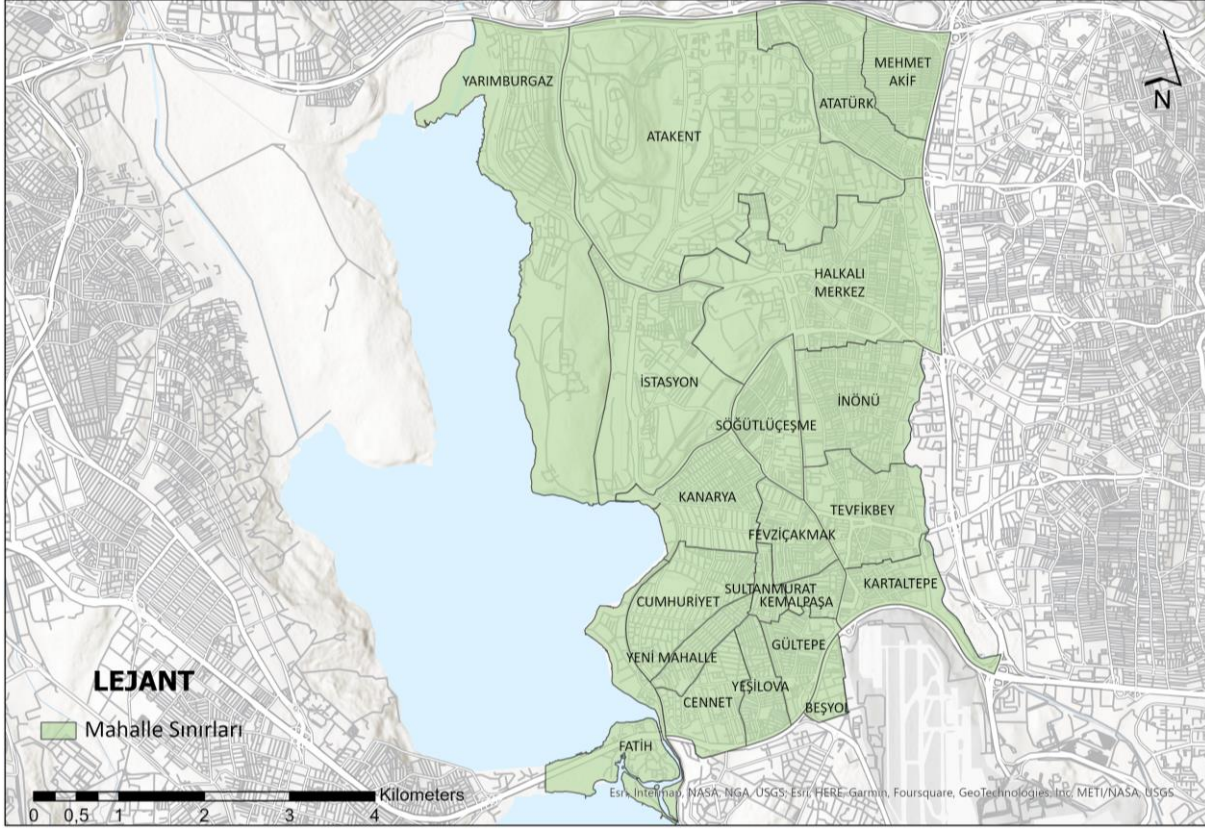 MEHMET
AKİF
YARIMBURGAZ
ATATÜRK
N
ATAKENT
HALKALI
MERKEZ
İSTASYON
İNÖNÜ
SÖĞÜTLÜÇEŞME
KANARYA
TEVFİKBEY
FEVZİÇAKMAK
KARTALTEPE
SULTANMURAT
CUMHURİYET
KEMALPAŞA
GÜLTEPE
YENİ MAHALLE
YEŞİLOVA
CENNET
BEŞYOL
FATİH
LEJANT
Mahalle Sınırları
Kilometers
0 0,5 1 2 3 4
Esri, Intermap, NASA, NGA, USGS; Esri, HERE, Garmin, Foursquare, GeoTechnologies, Inc, METI/NASA, USGS